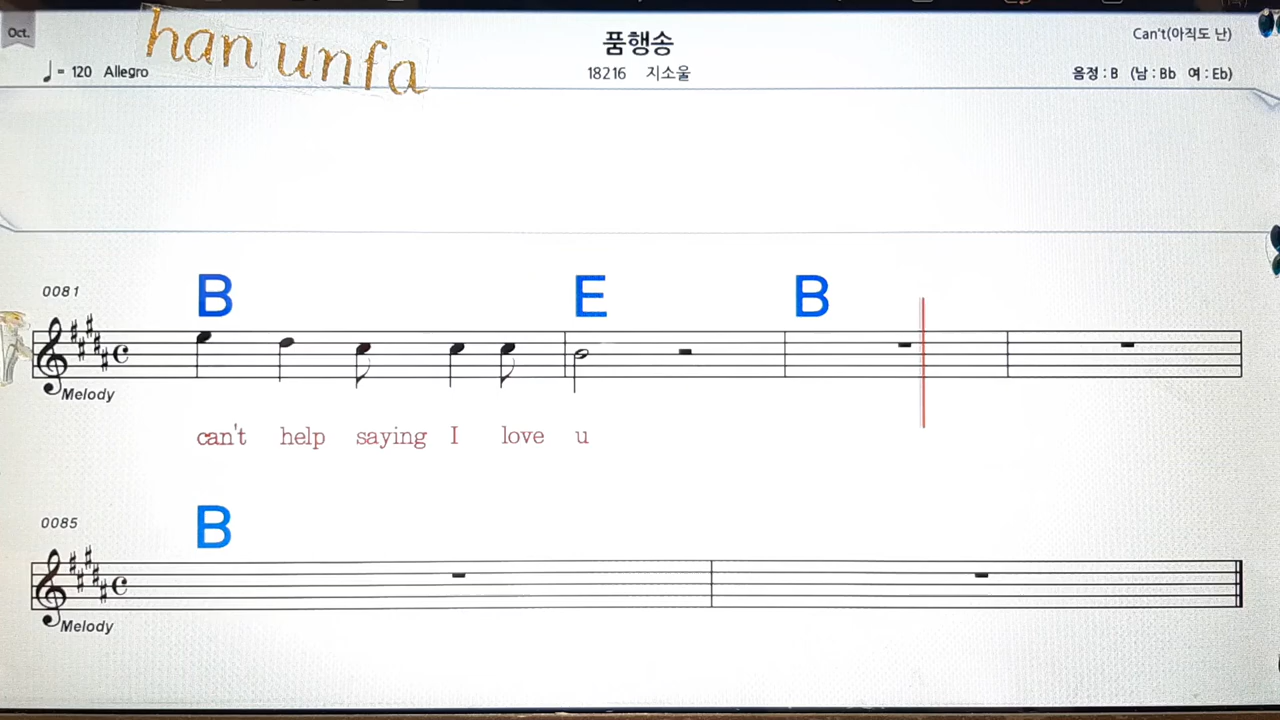 Oct.
han unfa
♩= 120 Allegro
품행송
18216 지소울
Can't(아직도 난)
음정 : B (남 : Bb 여 : Eb)
0081
B E B
Melody
can't help saying I love u
0085
B
Melody